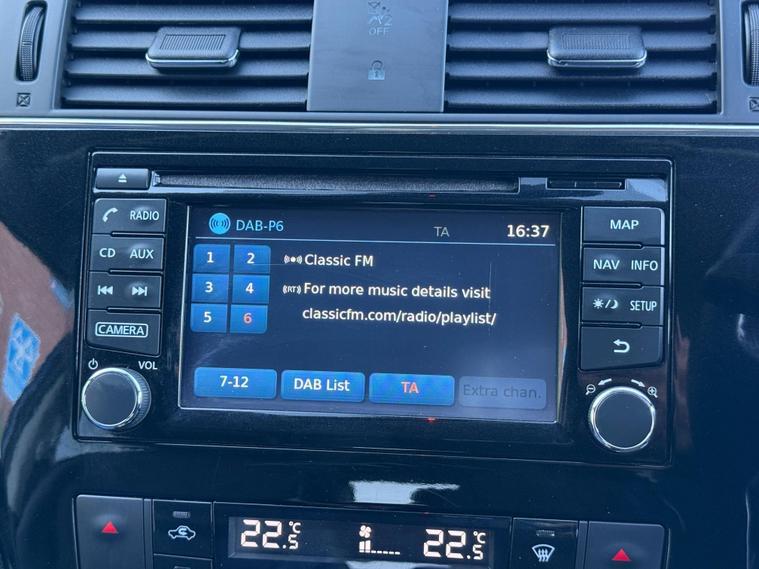 2
OFF
RADIO
CD AUX
CAMERA
VOL
DAB-P6 TA 16:37
1 2 Classic FM
3 4 RT For more music details visit
5 6 classicfm.com/radio/playlist/
7-12 DAB List TA Extra chan.
MAP
NAV INFO
SETUP
22.5°C 22.5°C